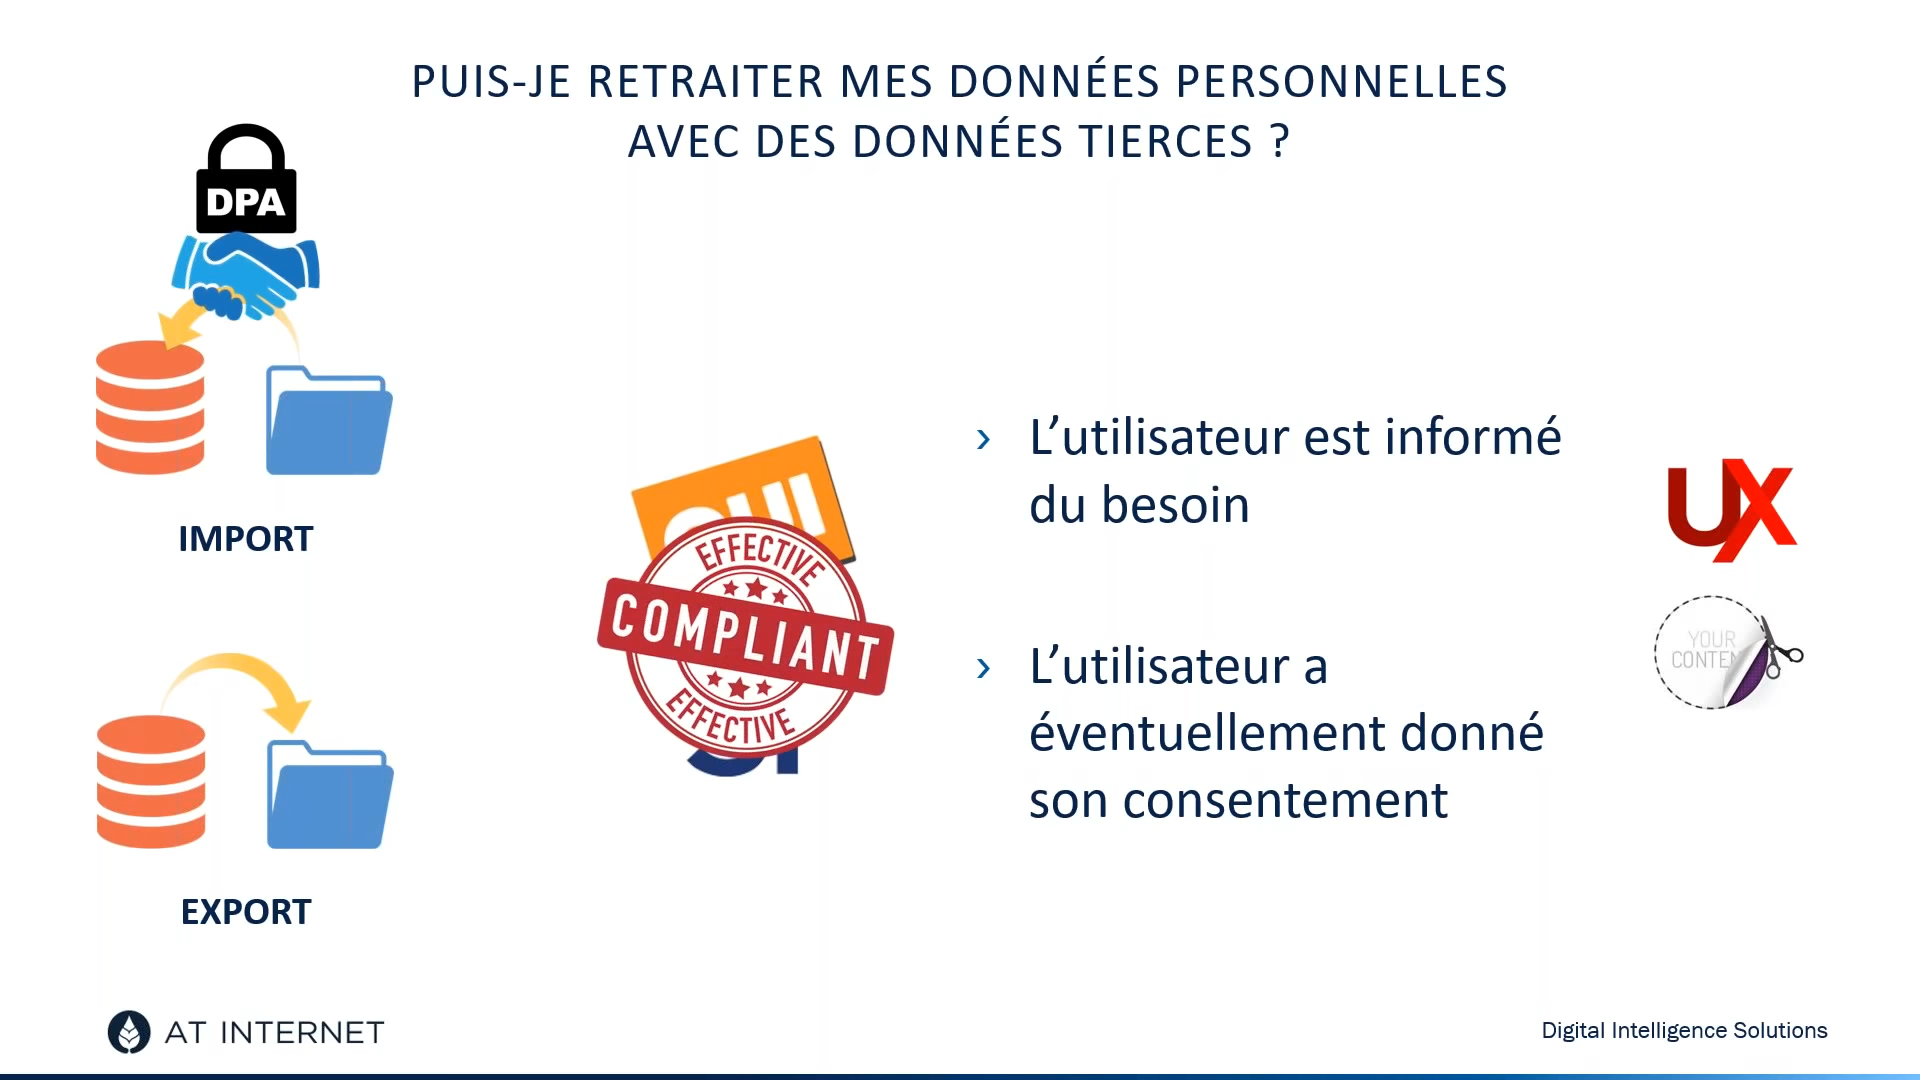 PUIS-JE RETRAITER MES DONNÉES PERSONNELLES
AVEC DES DONNÉES TIERCES ?
DPA
IMPORT
EXPORT
EFFECTIVE
COMPLIANT
EFFECTIVE
› L’utilisateur est informé
du besoin
› L’utilisateur a
éventuellement donné
son consentement
UX
YOUR
AT INTERNET
Digital Intelligence Solutions